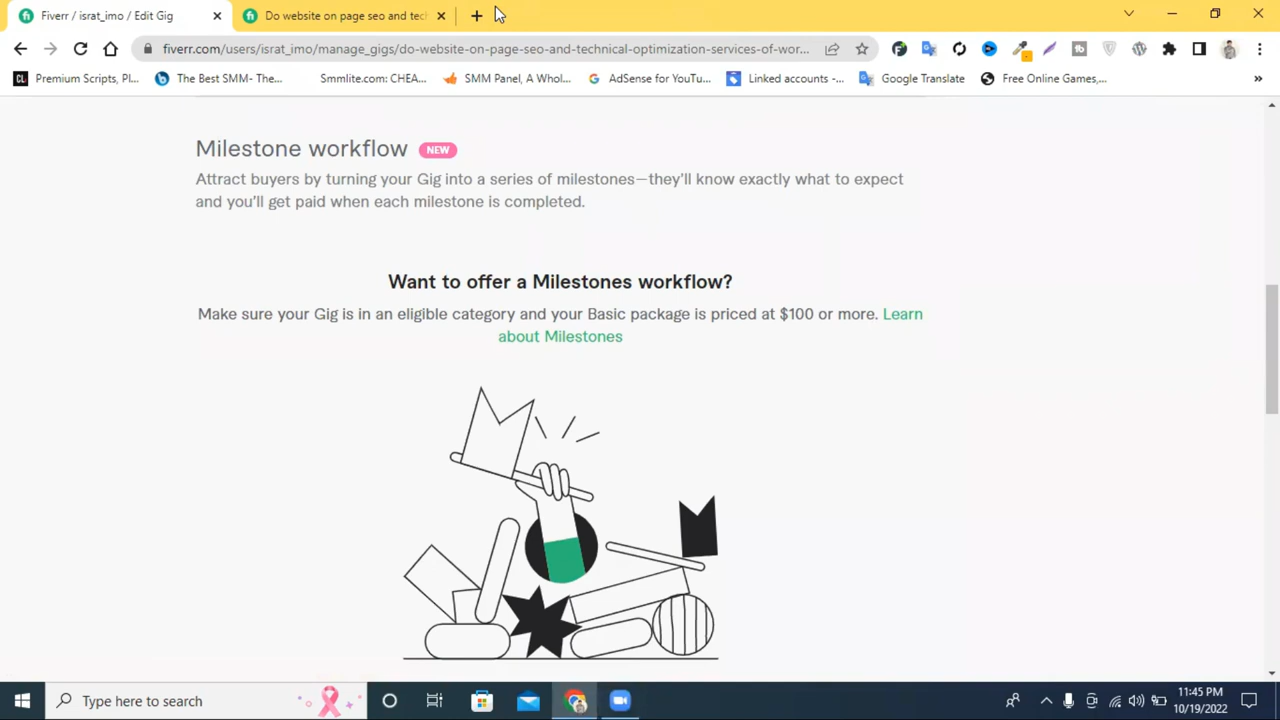 Fiverr / israt_imo / Edit Gig
Do website on page seo and tech
fiverr.com/users/israt_imo/manage_gigs/do-website-on-page-seo-and-technical-optimization-services-of-wor...
Premium Scripts, Pl...
The Best SMM- The...
Smmlite.com: CHEA...
SMM Panel, A Whol...
AdSense for YouTu...
Linked accounts -...
Google Translate
Free Online Games,...
Milestone workflow NEW
Attract buyers by turning your Gig into a series of milestones—they'll know exactly what to expect
and you'll get paid when each milestone is completed.
Want to offer a Milestones workflow?
Make sure your Gig is in an eligible category and your Basic package is priced at $100 or more. Learn
about Milestones
Type here to search
11:45 PM
10/19/2022